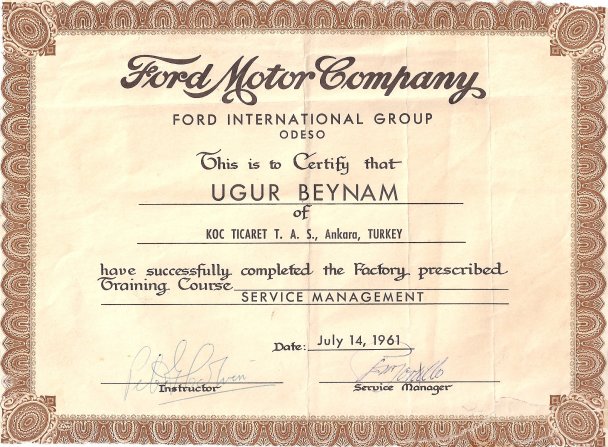 Ford Motor Company
FORD INTERNATIONAL GROUP
ODESO
This is to Certify that
UGUR BEYNAM
of
KOC TICARET T. A. S., Ankara, TURKEY
have successfully completed the Factory prescribed
Training Course
SERVICE MANAGEMENT
Date: July 14, 1961
Instructor Service Manager